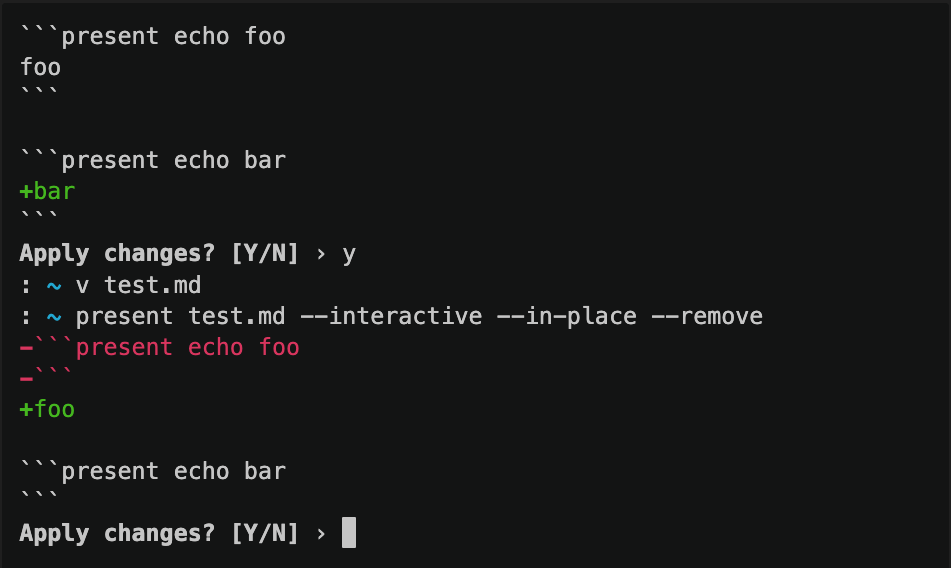 ```present echo foo
foo
```

```present echo bar
+bar
```
Apply changes? [Y/N] › y
: ~ v test.md
: ~ present test.md --interactive --in-place --remove
-```present echo foo
-```
+foo

```present echo bar
```
Apply changes? [Y/N] ›